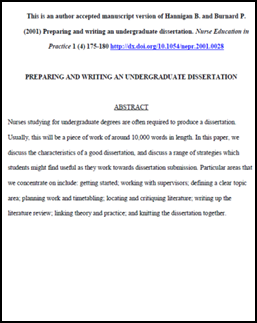 This is an author accepted manuscript version of Hannigan B. and Burnard P.
(2001) Preparing and writing an undergraduate dissertation. Nurse Education in
Practice 1 (4) 175-180 http://dx.doi.org/10.1054/nepr.2001.0028
PREPARING AND WRITING AN UNDERGRADUATE DISSERTATION
ABSTRACT
Nurses studying for undergraduate degrees are often required to produce a dissertation.
Usually, this will be a piece of work of around 10,000 words in length. In this paper, we
discuss the characteristics of a good dissertation, and discuss a range of strategies which
students might find useful as they work towards dissertation submission. Particular areas that
we concentrate on include: getting started; working with supervisors; defining a clear topic
area; planning work and timetabling; locating and critiquing literature; writing up the
literature review; linking theory and practice; and knitting the dissertation together.